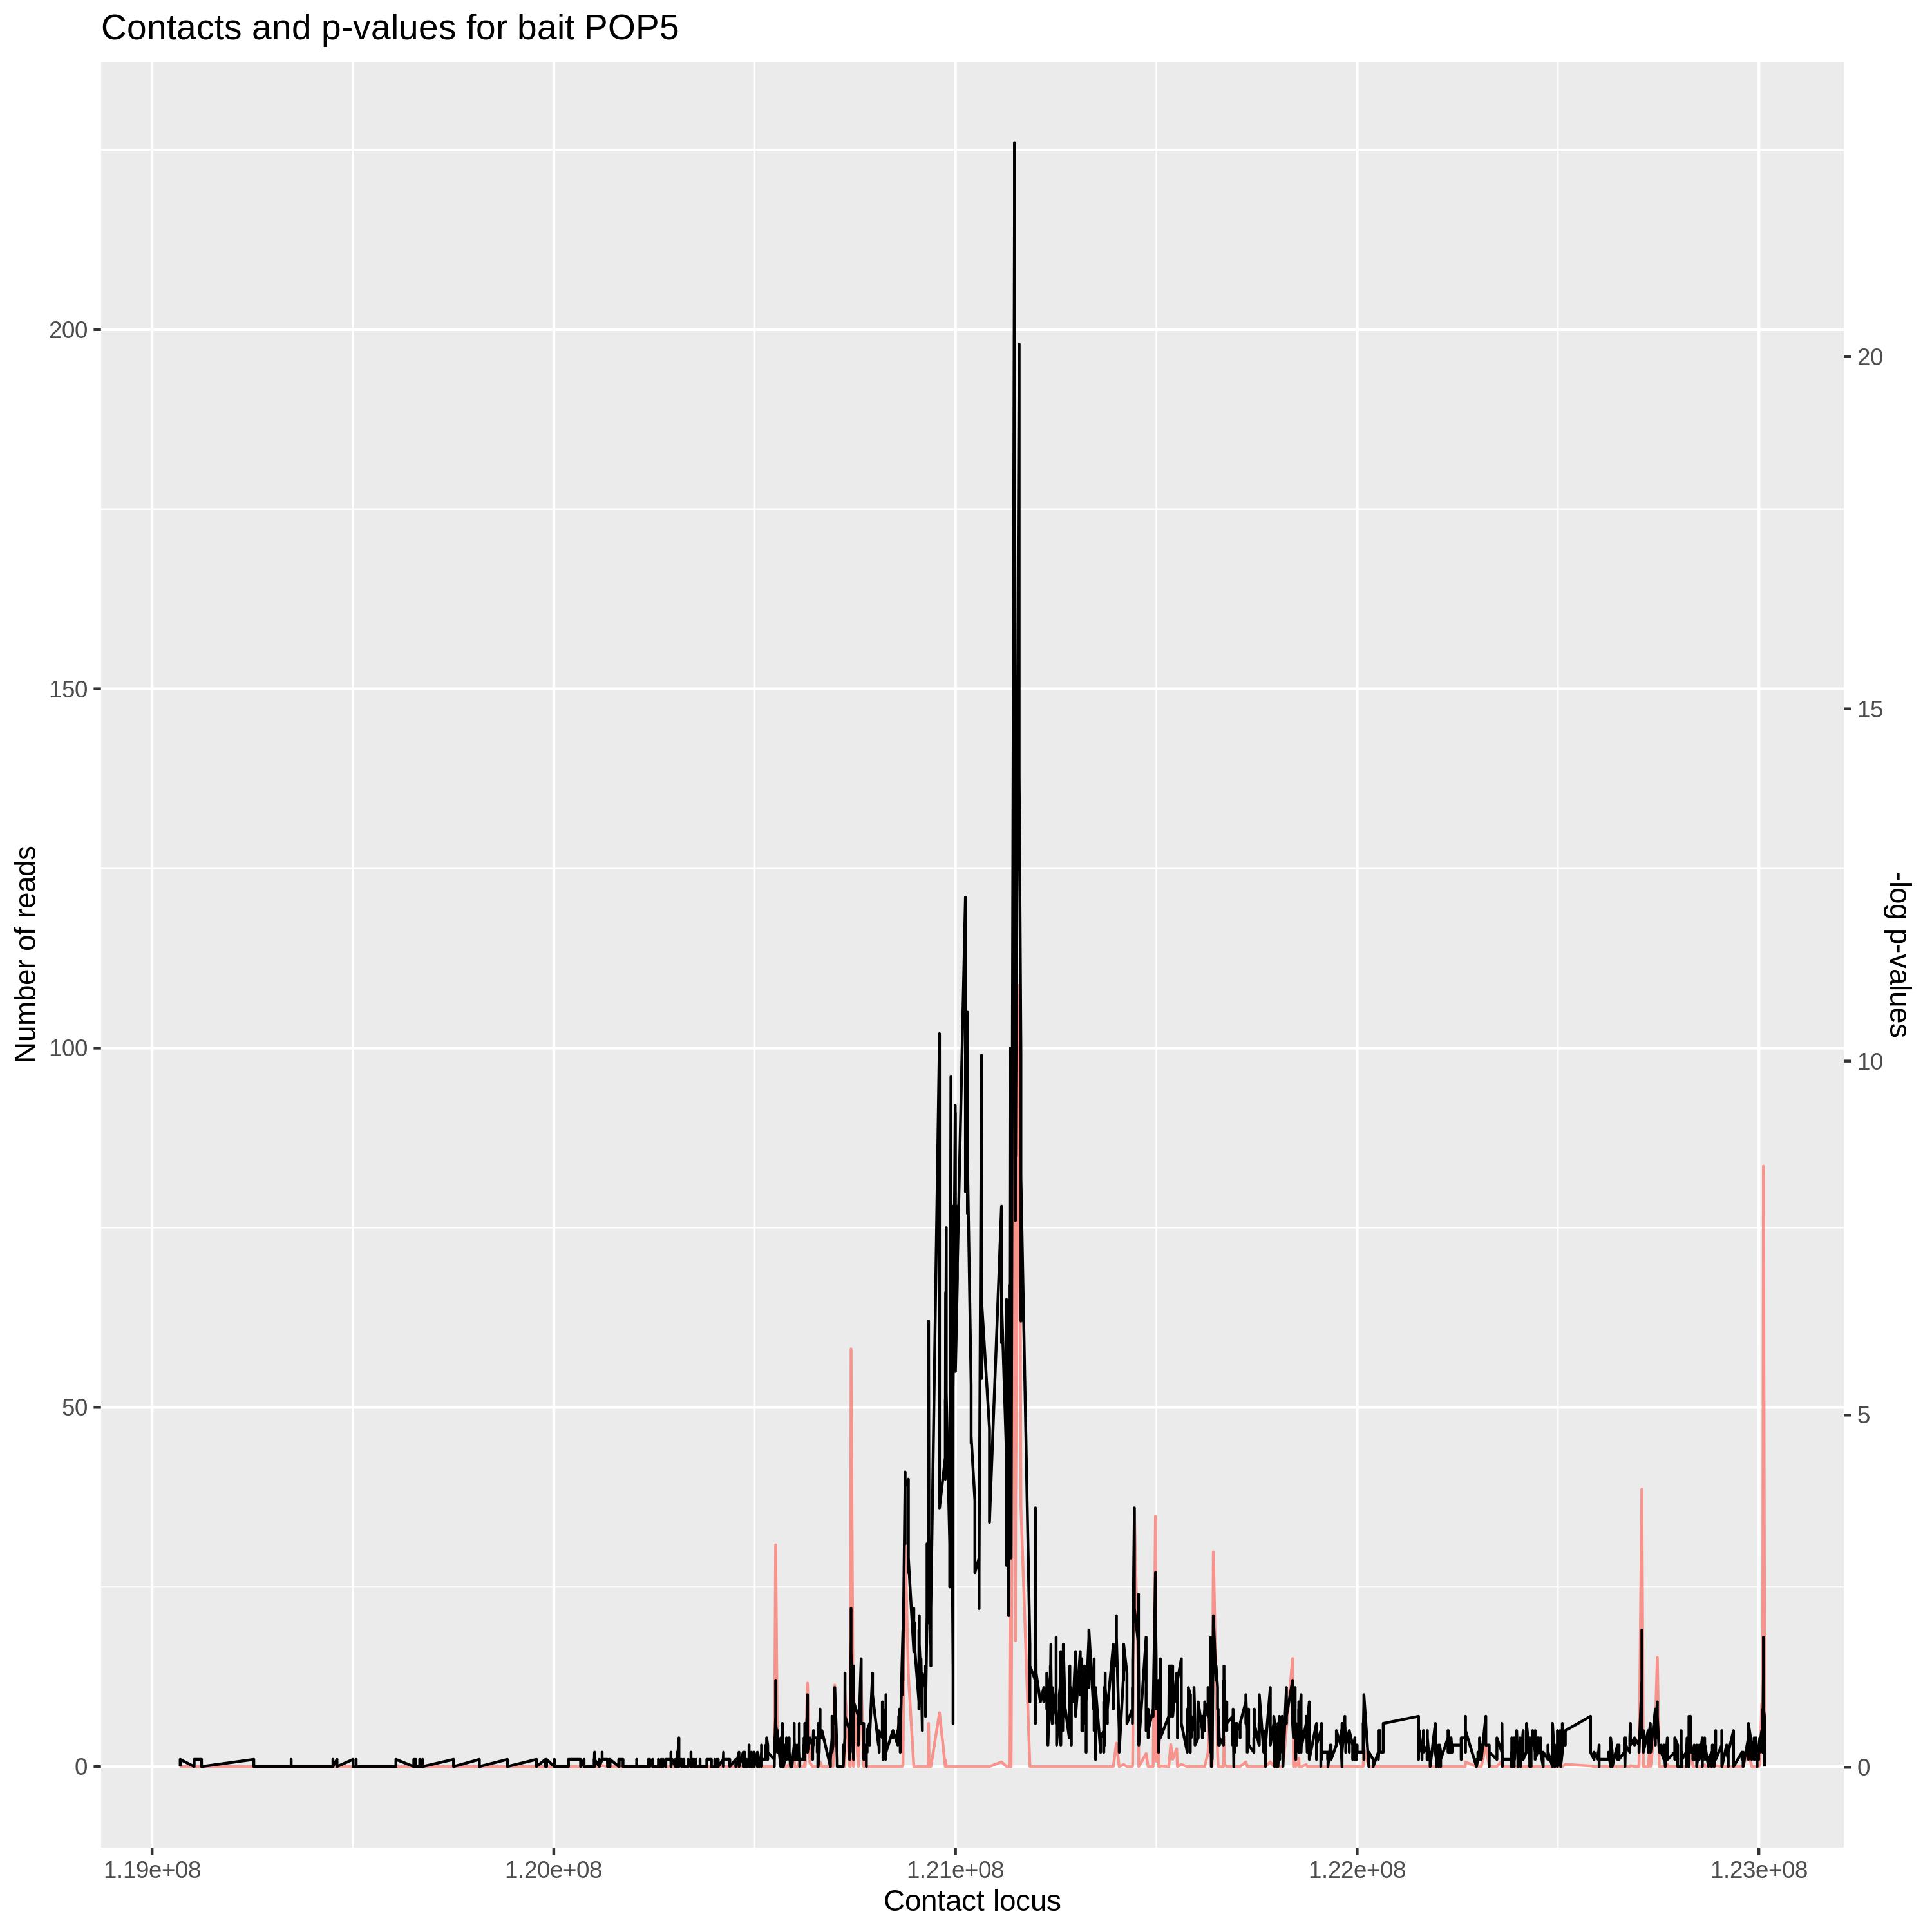 Contacts and p-values for bait POP5
Number of reads
200
150
100
50
0
20
15
10
5
0
-log p-values
1.19e+08
1.20e+08
1.21e+08
1.22e+08
1.23e+08
Contact locus